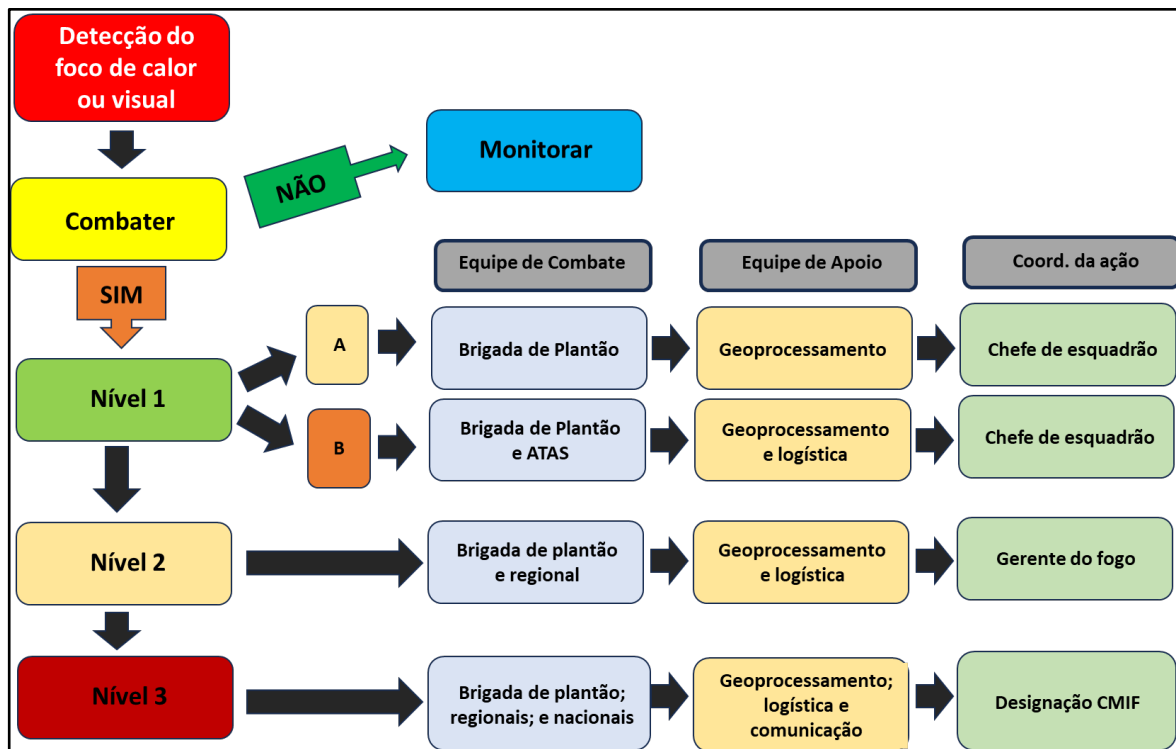 Detecção do
foco de calor
ou visual
Monitorar
NÃO
Combater
Equipe de Combate
Equipe de Apoio
Coord. da ação
SIM
A
Brigada de Plantão
Geoprocessamento
Chefe de esquadrão
Nível 1
B
Brigada de Plantão
e ATAS
Geoprocessamento
e logística
Chefe de esquadrão
Nível 2
Brigada de plantão
e regional
Geoprocessamento
e logística
Gerente do fogo
Nível 3
Brigada de plantão;
regionais; e nacionais
Geoprocessamento;
logística e
comunicação
Designação CMIF